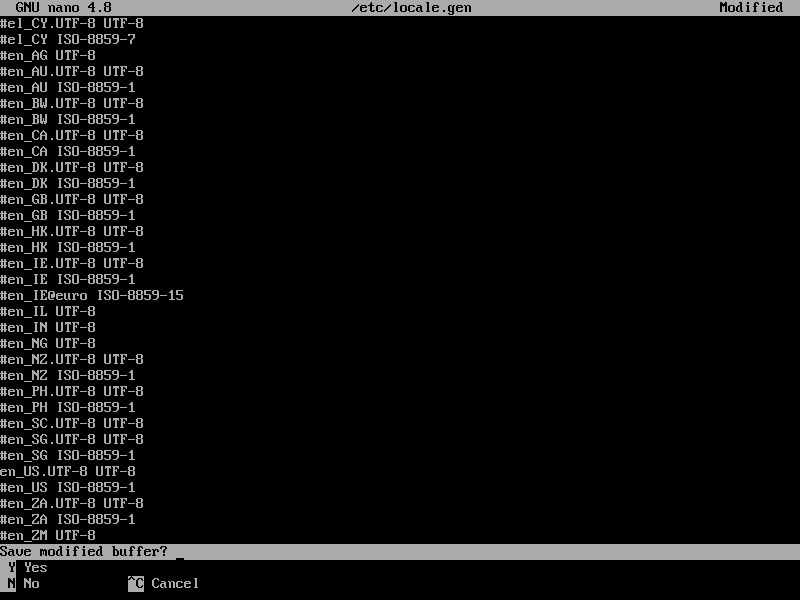 GNU nano 4.8 /etc/locale.gen Modified
#el_CY.UTF-8 UTF-8
#el_CY ISO-8859-7
#en_AG UTF-8
#en_AU.UTF-8 UTF-8
#en_AU ISO-8859-1
#en_BW.UTF-8 UTF-8
#en_BW ISO-8859-1
#en_CA.UTF-8 UTF-8
#en_CA ISO-8859-1
#en_DK.UTF-8 UTF-8
#en_DK ISO-8859-1
#en_GB.UTF-8 UTF-8
#en_GB ISO-8859-1
#en_HK.UTF-8 UTF-8
#en_HK ISO-8859-1
#en_IE.UTF-8 UTF-8
#en_IE ISO-8859-1
#en_IE@euro ISO-8859-15
#en_IL UTF-8
#en_IN UTF-8
#en_NG UTF-8
#en_NZ.UTF-8 UTF-8
#en_NZ ISO-8859-1
#en_PH.UTF-8 UTF-8
#en_PH ISO-8859-1
#en_SC.UTF-8 UTF-8
#en_SG.UTF-8 UTF-8
#en_SG ISO-8859-1
en_US.UTF-8 UTF-8
#en_US ISO-8859-1
#en_ZA.UTF-8 UTF-8
#en_ZA ISO-8859-1
#en_ZM UTF-8
Save modified buffer? _
Y Yes
N No ^C Cancel